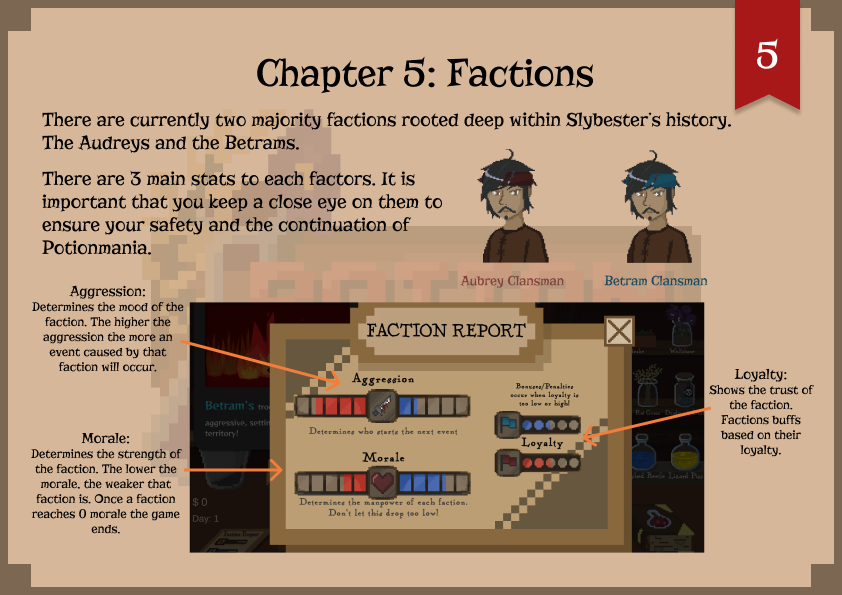 5
Chapter 5: Factions
There are currently two majority factions rooted deep within Slybester's history.
The Audreys and the Betrams.
There are 3 main stats to each factors. It is
important that you keep a close eye on them to
ensure your safety and the continuation of
Potionmania.
Aubrey Clansman
Betram Clansman
Aggression:
Determines the mood of the
faction. The higher the
aggression the more an
event caused by that
faction will occur.
Morale:
Determines the strength of
the faction. The lower the
morale, the weaker that
faction is. Once a faction
reaches 0 morale the game
ends.
FACTION REPORT
Aggression
Determines who starts the next event
Morale
Determines the manpower of each faction.
Don't let this drop too low!
Bonuses/Penalties
occur when loyalty is
too low or high!
Loyalty
Betram's
aggressive,
territory!
$ 0
Day: 1
Loyalty:
Shows the trust of
the faction.
Factions buffs
based on their
loyalty.